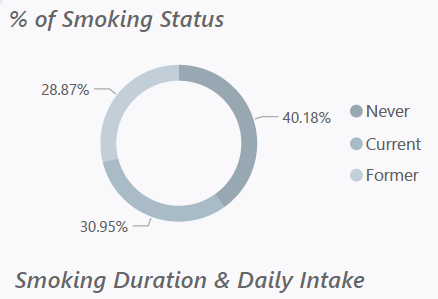 % of Smoking Status
28.87%
40.18%
30.95%
Never
Current
Former
Smoking Duration & Daily Intake